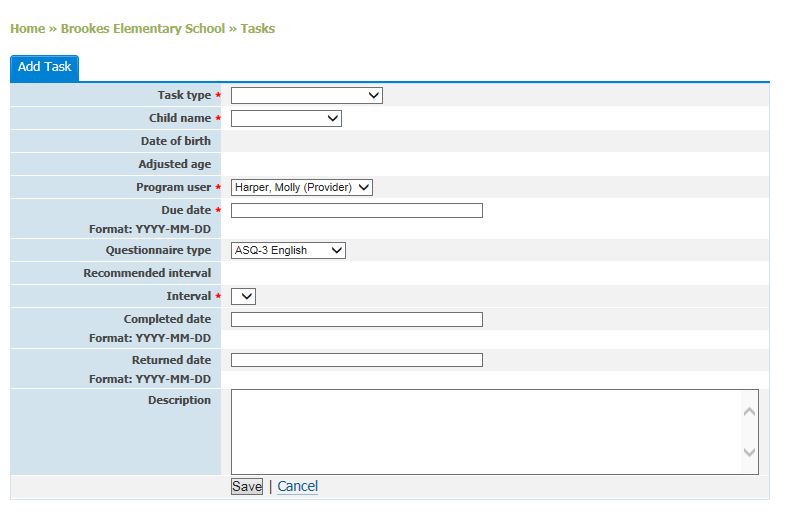 Home » Brookes Elementary School » Tasks
Add Task
Task type *
Child name *
Date of birth
Adjusted age
Program user * Harper, Molly (Provider)
Due date *
Format: YYYY-MM-DD
Questionnaire type ASQ-3 English
Recommended interval
Interval *
Completed date
Format: YYYY-MM-DD
Returned date
Format: YYYY-MM-DD
Description
Save | Cancel